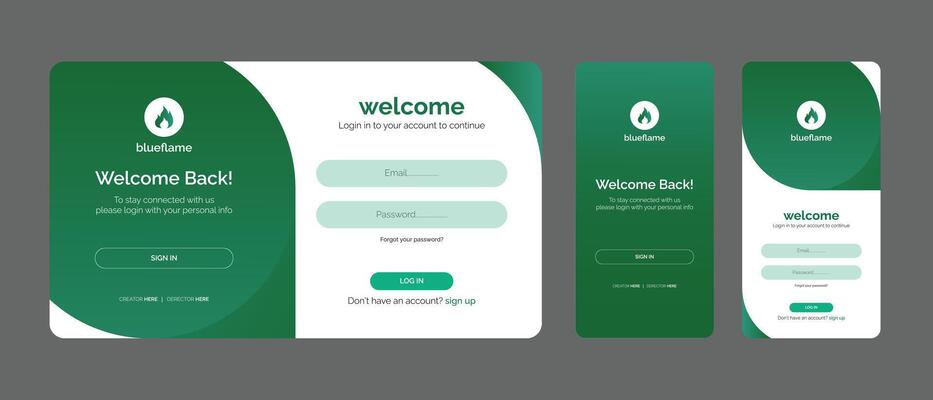 blueflame
Welcome Back!
To stay connected with us
please login with your personal info
SIGN IN
CREATOR HERE | DERECTOR HERE
welcome
Login in to your account to continue
Email...............
Password...............
Forgot your password?
LOG IN
Don't have an account? sign up
blueflame
Welcome Back!
To stay connected with us
please login with your personal info
SIGN IN
CREATOR HERE | DERECTOR HERE
blueflame
welcome
Login in to your account to continue
Email...............
Password...............
Forgot your password?
LOG IN
Don't have an account? sign up